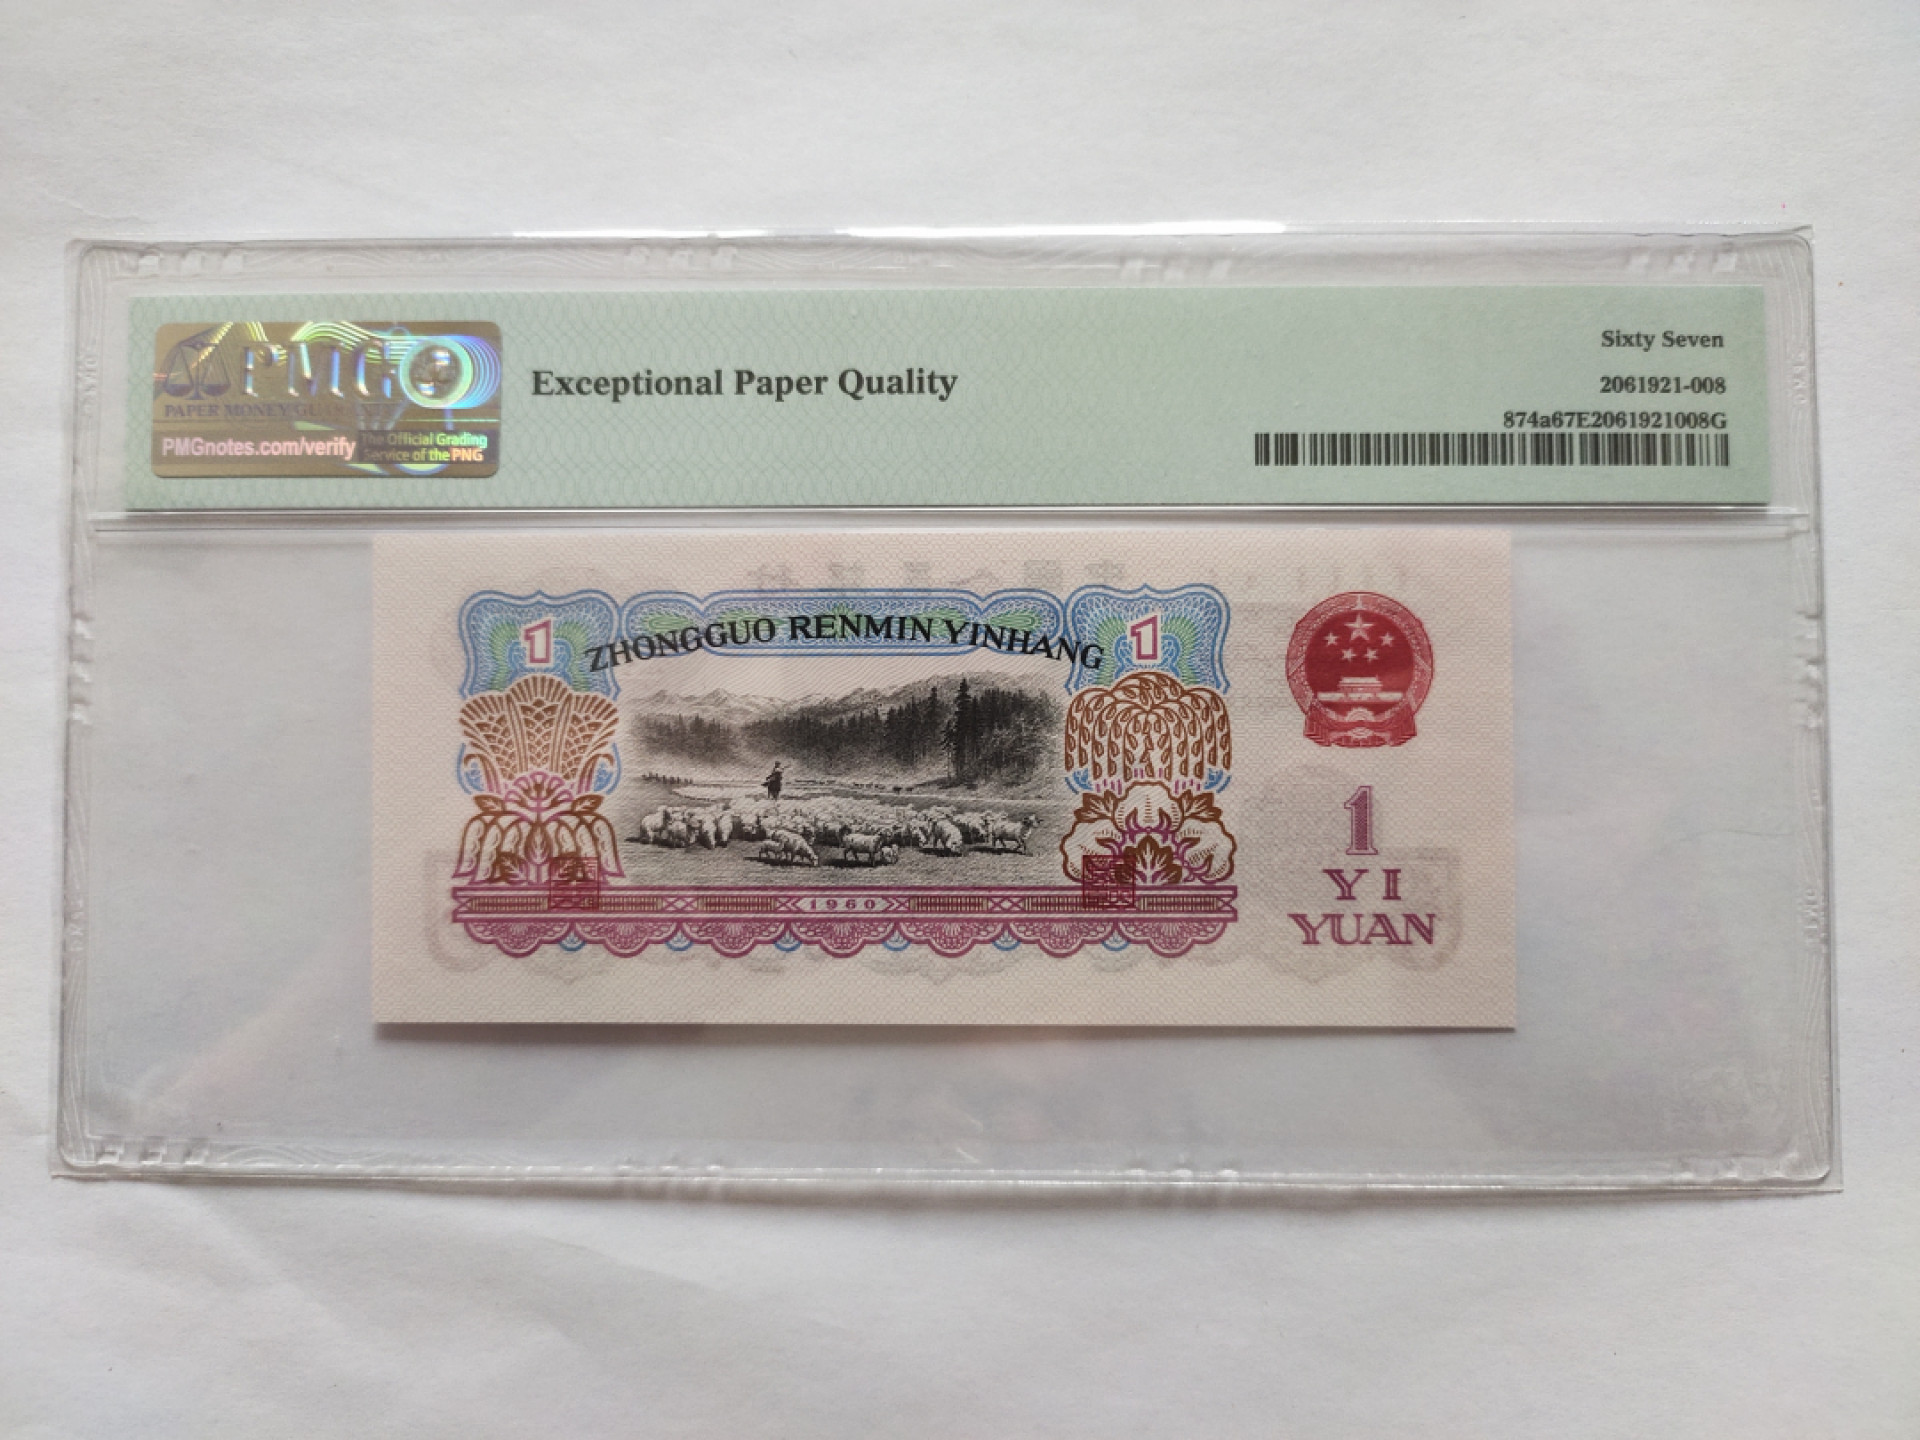 PMG
PAPER MONEY GUARANTY
PMGnotes.com/verify
The Official Grading
Service of the PNG
Exceptional Paper Quality
Sixty Seven
2061921-008
874a67E2061921008G
1
ZHONGGUO RENMIN YINHANG
1
1960
1
YI
YUAN